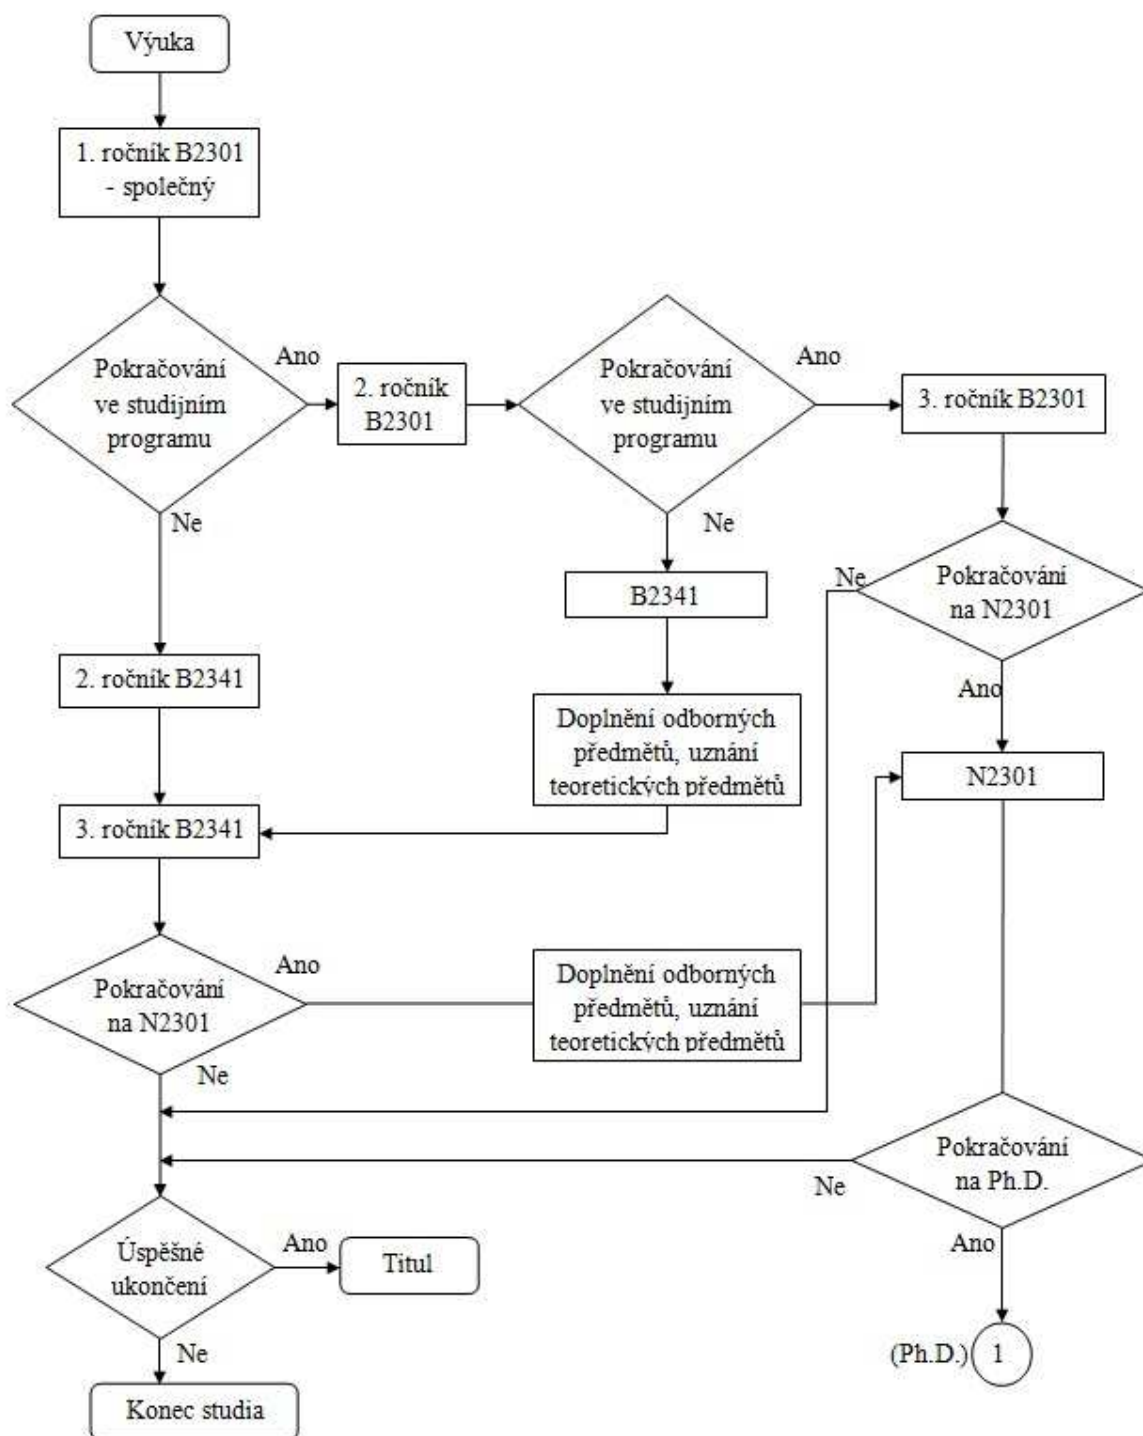 Výuka
1. ročník B2301
- společný
Pokračování
ve studijním
programu
Ano
Ne
2. ročník
B2301
Pokračování
ve studijním
programu
Ano
Ne
3. ročník B2301
B2341
Pokračování
na N2301
Ne
Ano
2. ročník B2341
Doplnění odborných
předmětů, uznání
teoretických předmětů
N2301
3. ročník B2341
Pokračování
na N2301
Ano
Ne
Doplnění odborných
předmětů, uznání
teoretických předmětů
Pokračování
na Ph.D.
Ne
Ano
Úspěšné
ukončení
Ano
Titul
Ne
(Ph.D.) 1
Konec studia